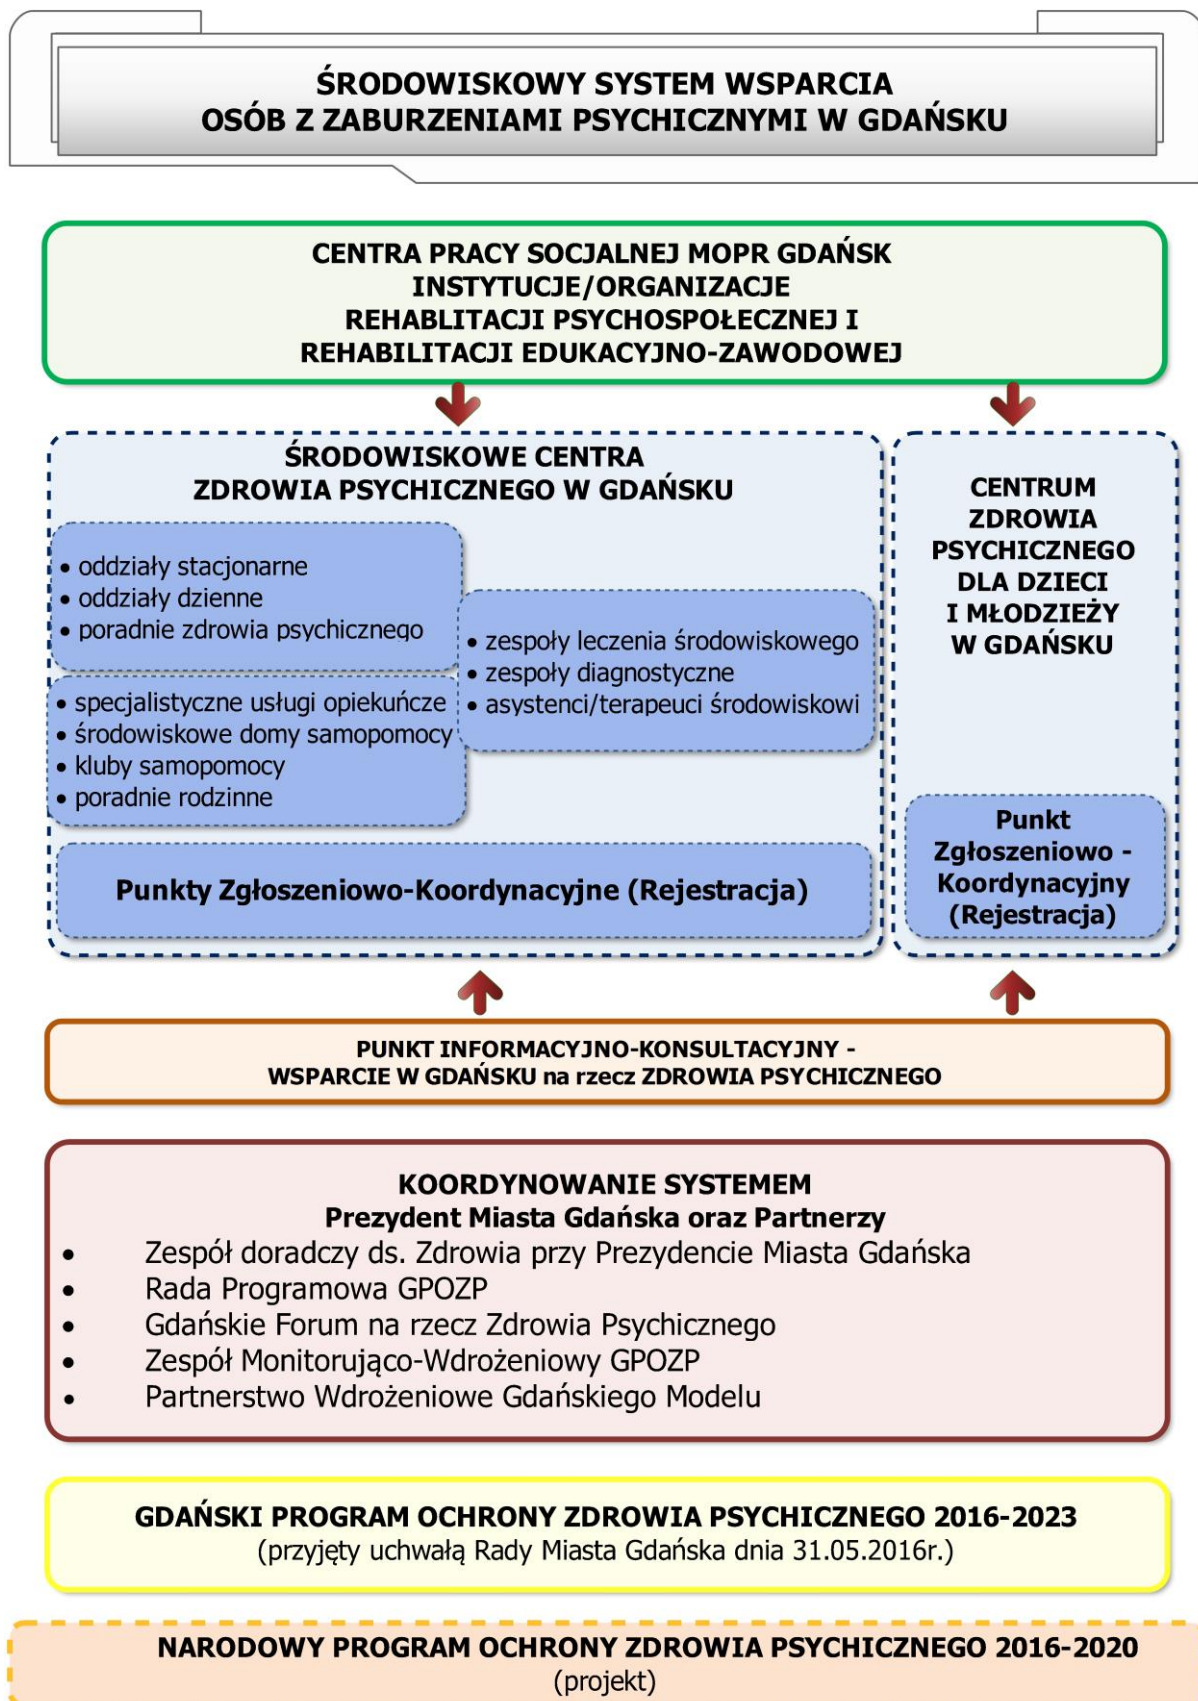 ŚRODOWISKOWY SYSTEM WSPARCIA
OSÓB Z ZABURZENIAMI PSYCHICZNYMI W GDAŃSKU
CENTRA PRACY SOCJALNEJ MOPR GDAŃSK
INSTYTUCJE/ORGANIZACJE
REHABLITACJI PSYCHOSPOŁECZNEJ I
REHABILITACJI EDUKACYJNO-ZAWODOWEJ
ŚRODOWISKOWE CENTRA
ZDROWIA PSYCHICZNEGO W GDAŃSKU
• oddziały stacjonarne
• oddziały dzienne
• poradnie zdrowia psychicznego
• specjalistyczne usługi opiekuńcze
• środowiskowe domy samopomocy
• kluby samopomocy
• poradnie rodzinne
• zespoły leczenia środowiskowego
• zespoły diagnostyczne
• asystenci/terapeuci środowiskowi
Punkty Zgłoszeniowo-Koordynacyjne (Rejestracja)
CENTRUM
ZDROWIA
PSYCHICZNEGO
DLA DZIECI
I MŁODZIEŻY
W GDAŃSKU
Punkt
Zgłoszeniowo -
Koordynacyjny
(Rejestracja)
PUNKT INFORMACYJNO-KONSULTACYJNY -
WSPARCIE W GDAŃSKU na rzecz ZDROWIA PSYCHICZNEGO
KOORDYNOWANIE SYSTEMEM
Prezydent Miasta Gdańska oraz Partnerzy
• Zespół doradczy ds. Zdrowia przy Prezydencie Miasta Gdańska
• Rada Programowa GPOZP
• Gdańskie Forum na rzecz Zdrowia Psychicznego
• Zespół Monitorująco-Wdrożeniowy GPOZP
• Partnerstwo Wdrożeniowe Gdańskiego Modelu
GDAŃSKI PROGRAM OCHRONY ZDROWIA PSYCHICZNEGO 2016-2023
(przyjęty uchwałą Rady Miasta Gdańska dnia 31.05.2016r.)
NARODOWY PROGRAM OCHRONY ZDROWIA PSYCHICZNEGO 2016-2020
(projekt)